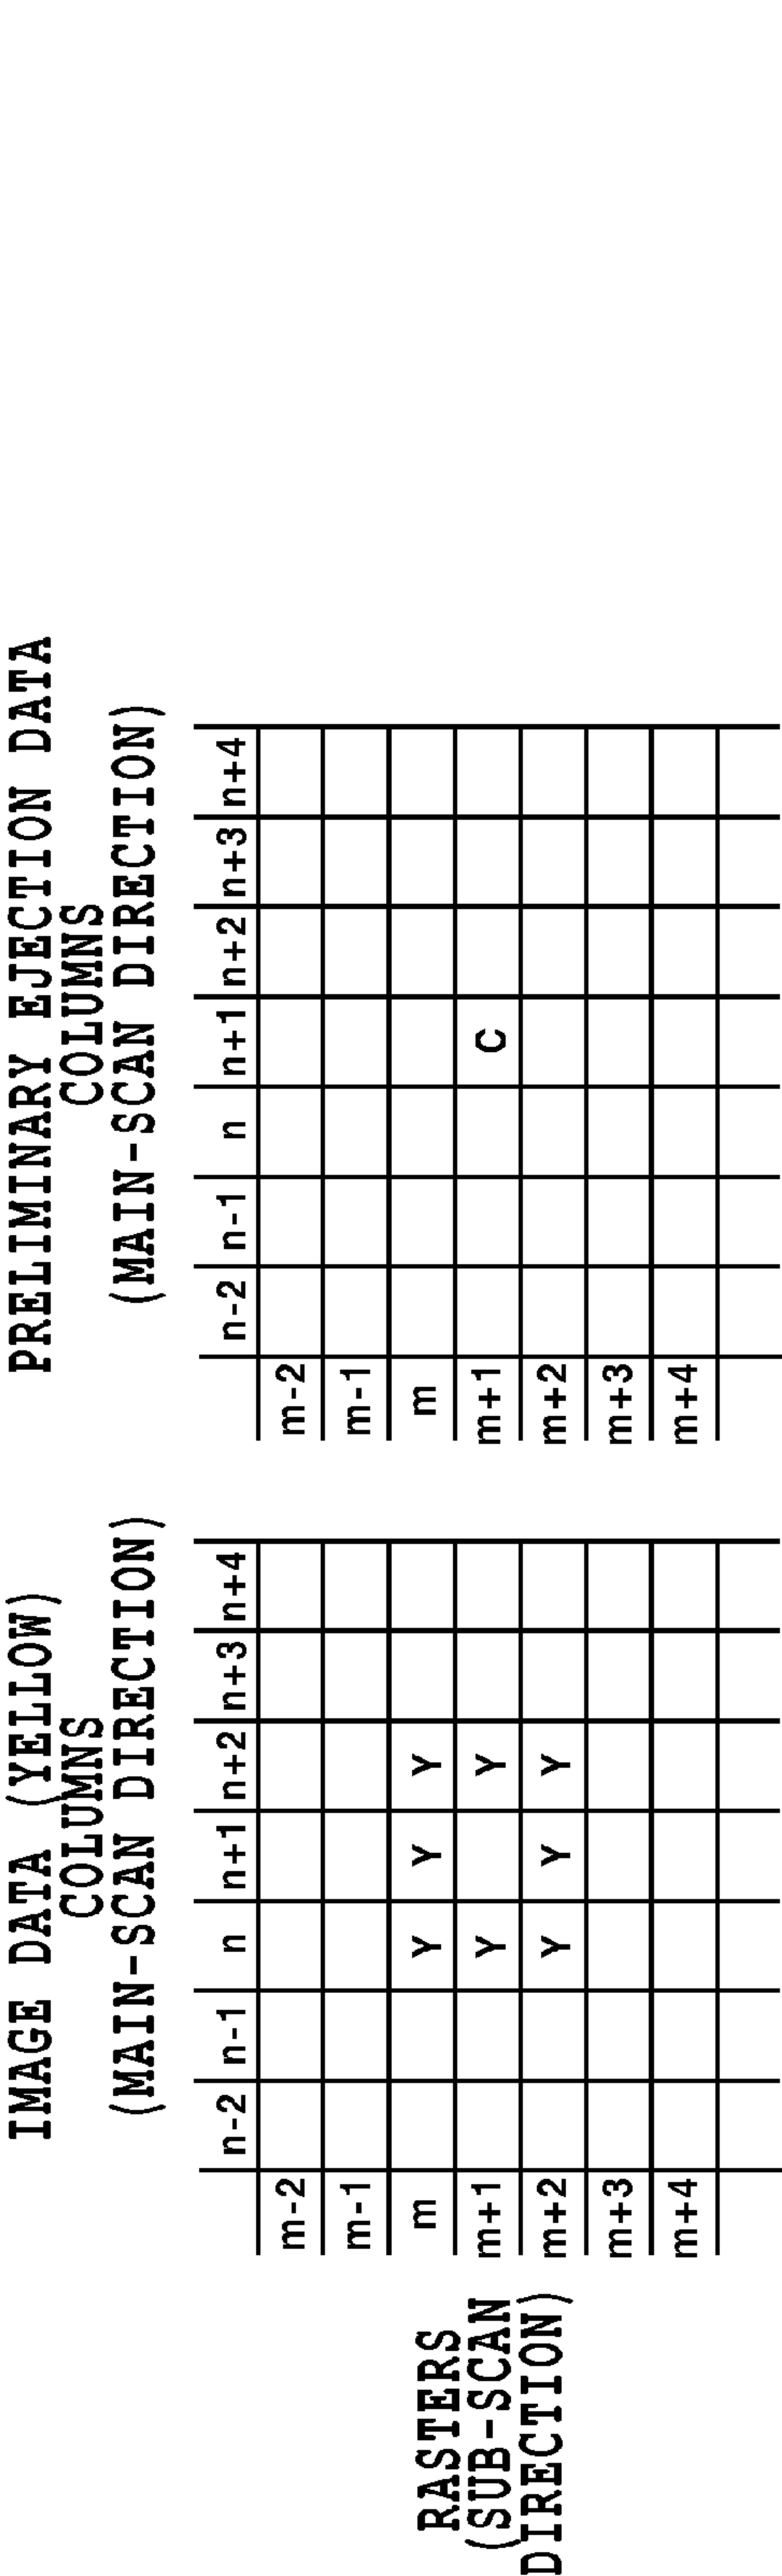 IMAGE DATA (YELLOW)
COLUMNS
(MAIN-SCAN DIRECTION)
n-2 n-1 n n+1 n+2 n+3 n+4
m-2
m-1
m Y Y Y
m+1 Y Y
m+2 Y Y Y
m+3
m+4
RASTERS
(SUB-SCAN
DIRECTION)
PRELIMINARY EJECTION DATA
COLUMNS
(MAIN-SCAN DIRECTION)
n-2 n-1 n n+1 n+2 n+3 n+4
m-2
m-1
m
m+1 C
m+2
m+3
m+4